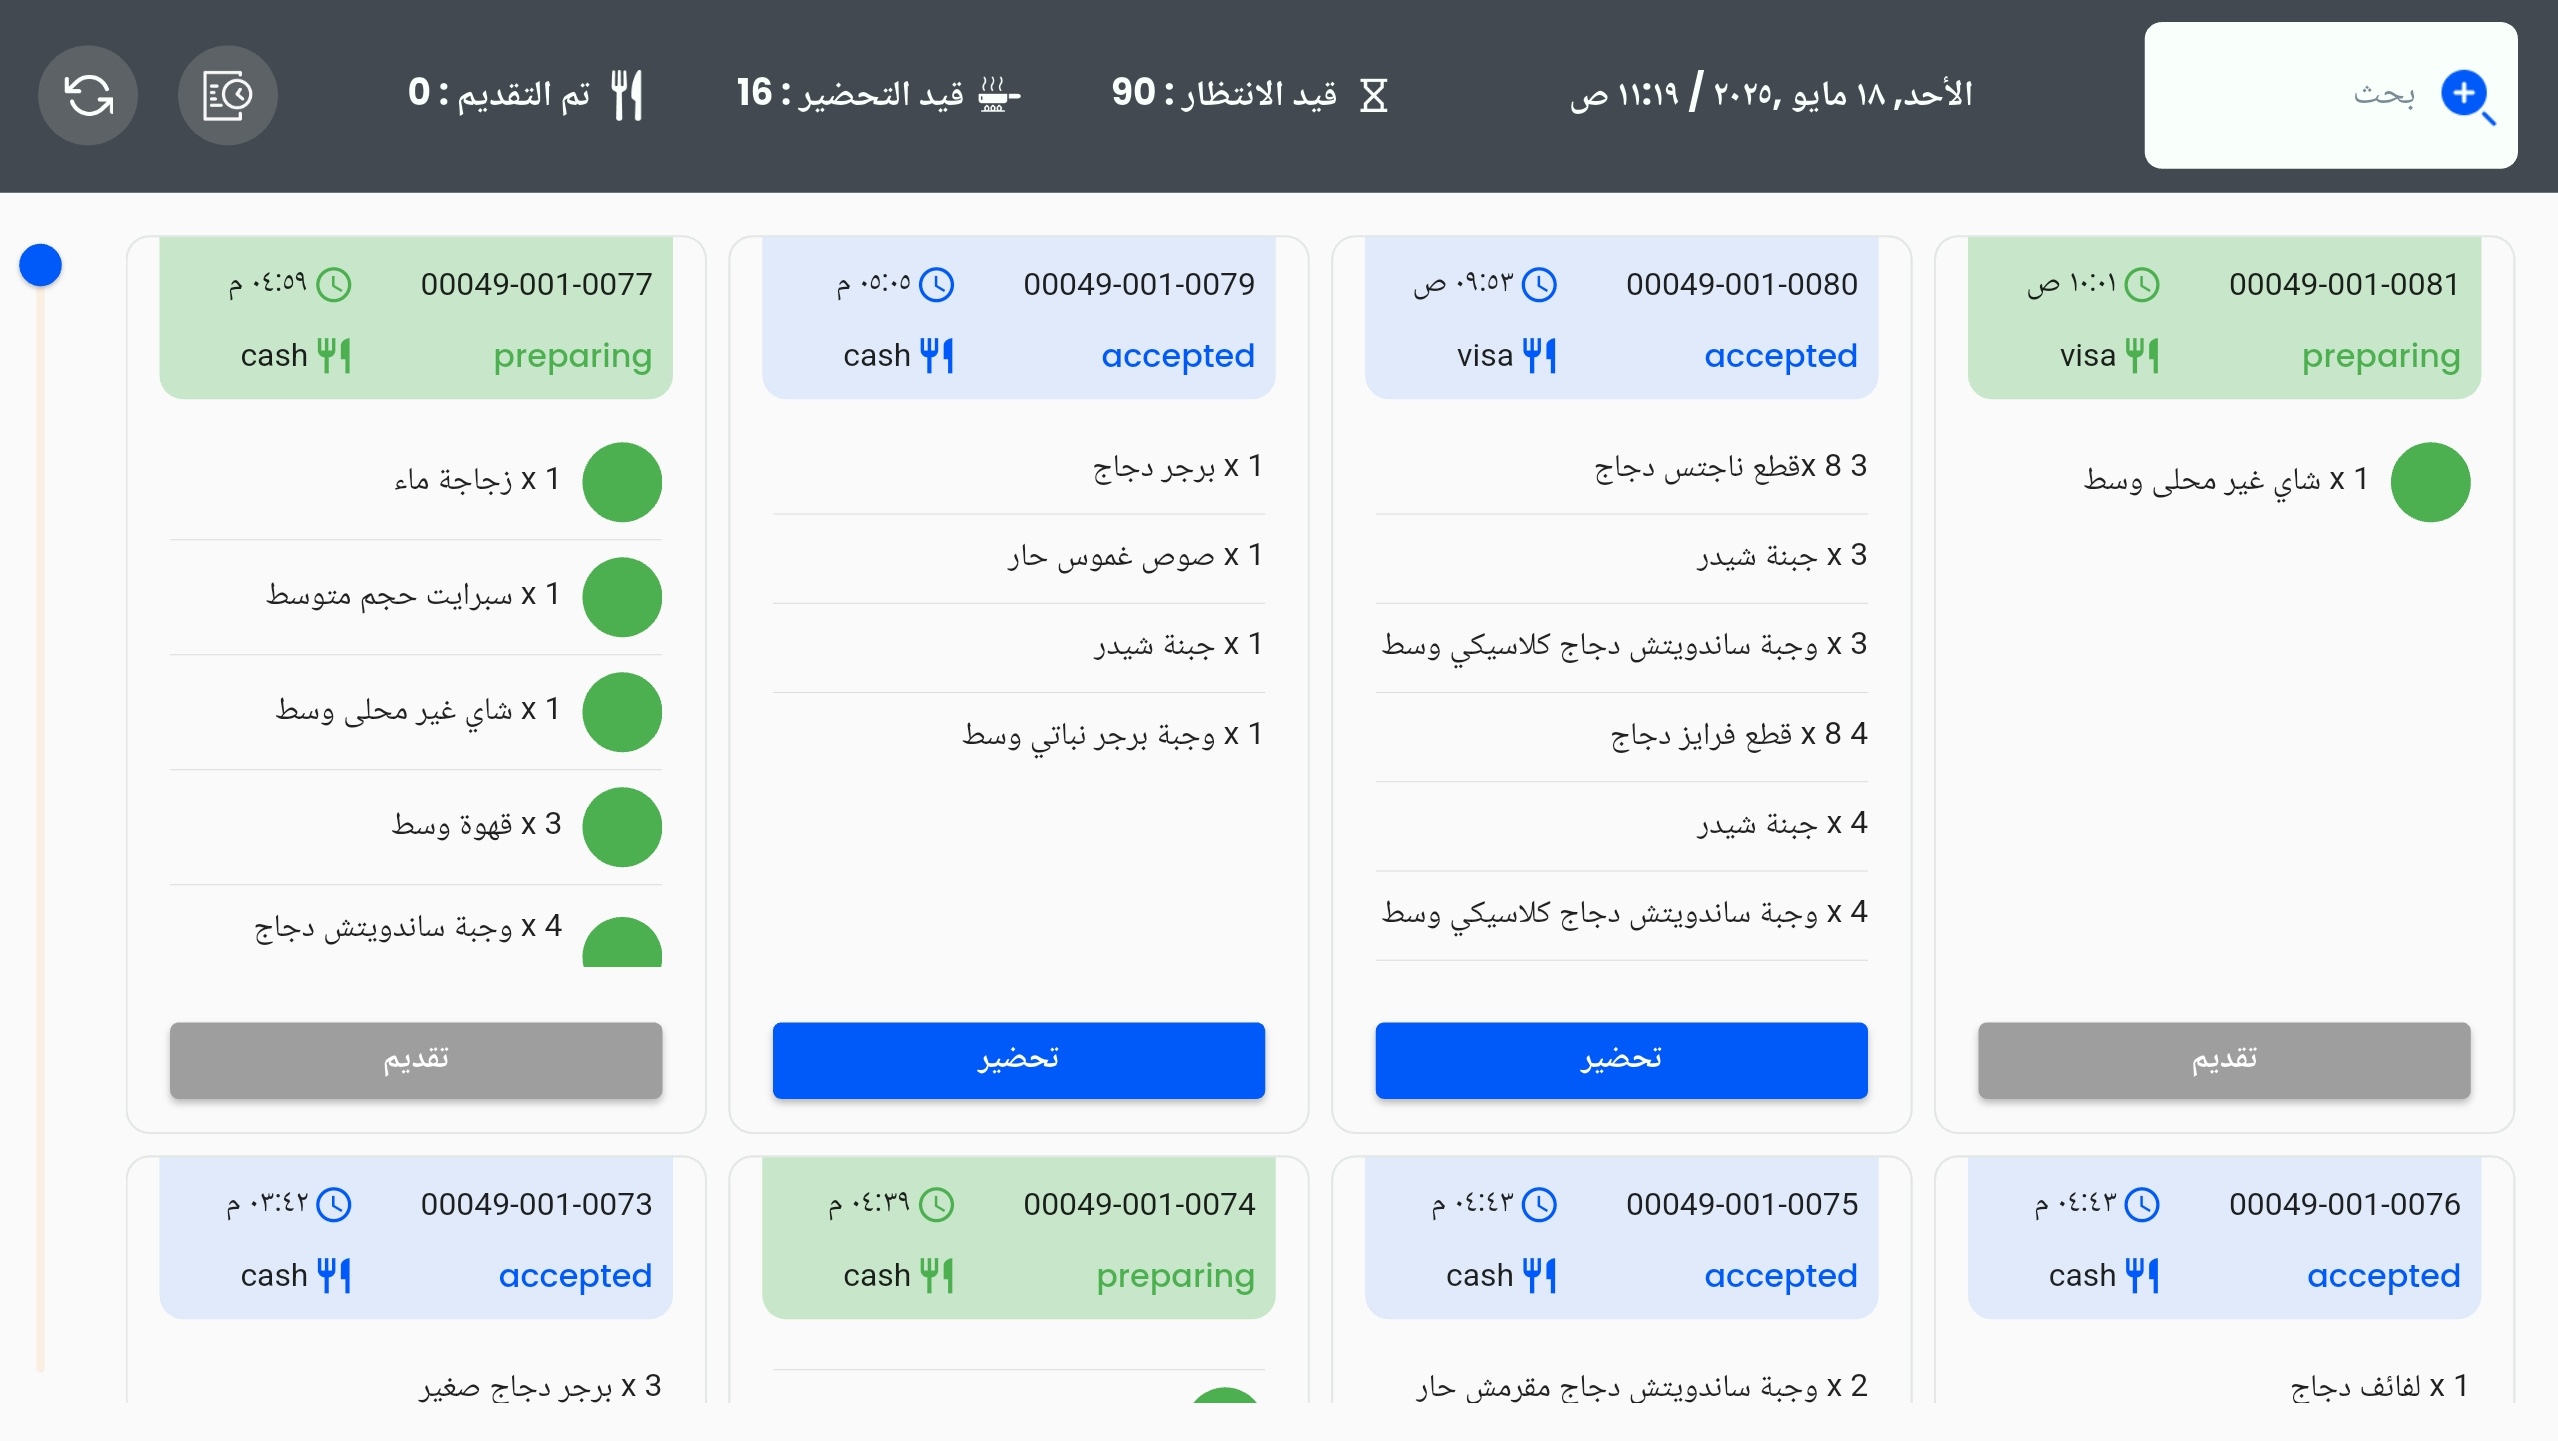 بحث
الأحد, ١٨ مايو ,٢٠٢٥ / ١١:١٩ ص
قيد الانتظار : 90
قيد التحضير : 16
تم التقديم : 0
00049-001-0081
١٠:٠١ ص
preparing
visa
1 x شاي غير محلى وسط
تقديم
00049-001-0080
٠٩:٥٣ ص
accepted
visa
3 x 8قطع ناجتس دجاج
3 x جبنة شيدر
3 x وجبة ساندويتش دجاج كلاسيكي وسط
4 x 8 قطع فرايز دجاج
4 x جبنة شيدر
4 x وجبة ساندويتش دجاج كلاسيكي وسط
تحضير
00049-001-0079
٠٥:٠٥ م
accepted
cash
1 x برجر دجاج
1 x صوص غموس حار
1 x جبنة شيدر
1 x وجبة برجر نباتي وسط
تحضير
00049-001-0077
٠٤:٥٩ م
preparing
cash
1 x زجاجة ماء
1 x سبرايت حجم متوسط
1 x شاي غير محلى وسط
3 x قهوة وسط
4 x وجبة ساندويتش دجاج
تقديم
00049-001-0076
٠٤:٤٣ م
accepted
cash
1 x لفائف دجاج
00049-001-0075
٠٤:٤٣ م
accepted
cash
2 x وجبة ساندويتش دجاج مقرمش حار
00049-001-0074
٠٤:٣٩ م
preparing
cash
00049-001-0073
٠٣:٤٢ م
accepted
cash
3 x برجر دجاج صغير